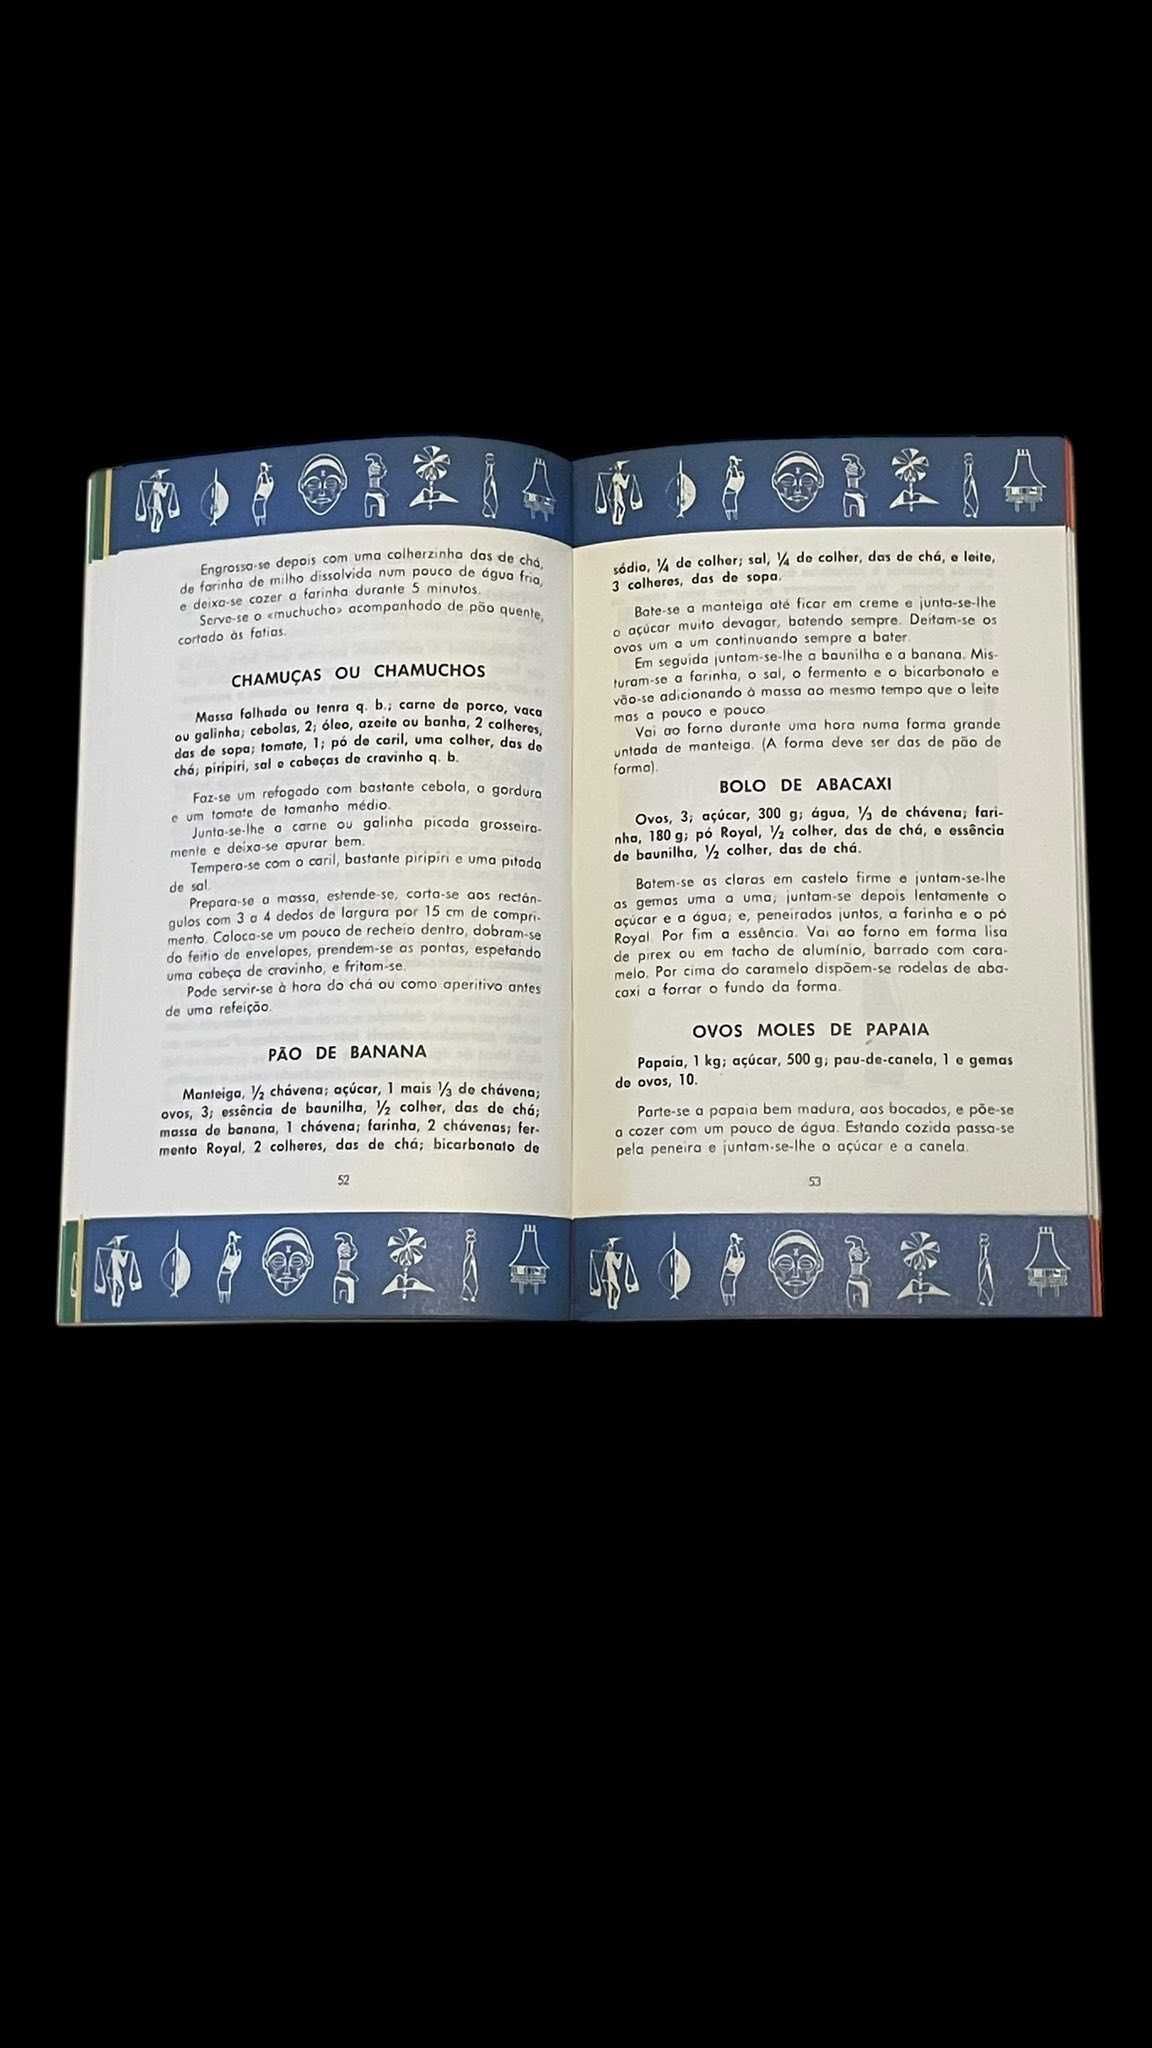 Engrossa-se depois com uma colherzinha das de chá,
de farinha de milho dissolvida num pouco de água fria,
e deixa-se cozer a farinha durante 5 minutos.
Serve-se o «muchucho» acompanhado de pão quente,
cortado às fatias.
CHAMUÇAS OU CHAMUCHOS
Massa folhada ou tenra q. b.; carne de porco, vaca
ou galinha; cebolas, 2; óleo, azeite ou banha, 2 colheres,
das de sopa; tomate, 1; pó de caril, uma colher, das de
chá; piripiri, sal e cabeças de cravinho q. b.
Faz-se um refogado com bastante cebola, a gordura
e um tomate de tamanho médio.
Junta-se-lhe a carne ou galinha picada grosseira-
mente e deixa-se apurar bem.
Tempera-se com o caril, bastante piripiri e uma pitada
de sal.
Prepara-se a massa, estende-se, corta-se aos rectân-
gulos com 3 a 4 dedos de largura por 15 cm de compri-
mento. Coloca-se um pouco de recheio dentro, dobram-se
do feitio de envelopes, prendem-se as pontas, espetando
uma cabeça de cravinho, e fritam-se.
Pode servir-se à hora do chá ou como aperitivo antes
de uma refeição.
PÃO DE BANANA
Manteiga, ½ chávena; açúcar, 1 mais ⅓ de chávena;
ovos, 3; essência de baunilha, ½ colher, das de chá;
massa de banana, 1 chávena; farinha, 2 chávenas; fer-
mento Royal, 2 colheres, das de chá; bicarbonato de
52
sódio, ¼ de colher; sal, ¼ de colher, das de chá, e leite,
3 colheres, das de sopa.
Bate-se a manteiga até ficar em creme e junta-se-lhe
o açúcar muito devagar, batendo sempre. Deitam-se os
ovos um a um continuando sempre a bater.
Em seguida juntam-se-lhe a baunilha e a banana. Mis-
turam-se a farinha, o sal, o fermento e o bicarbonato e
vão-se adicionando à massa ao mesmo tempo que o leite
mas a pouco e pouco.
Vai ao forno durante uma hora numa forma grande
untada de manteiga. (A forma deve ser das de pão de
forma).
BOLO DE ABACAXI
Ovos, 3; açúcar, 300 g; água, ⅓ de chávena; fari-
nha, 180 g; pó Royal, ½ colher, das de chá, e essência
de baunilha, ½ colher, das de chá.
Batem-se as claras em castelo firme e juntam-se-lhe
as gemas uma a uma, juntam-se depois lentamente o
açúcar e a água; e, peneirados juntos, a farinha e o pó
Royal. Por fim a essência. Vai ao forno em forma lisa
de pirex ou em tacho de alumínio, barrado com cara-
melo. Por cima do caramelo dispõem-se rodelas de aba-
caxi a forrar o fundo da forma.
OVOS MOLES DE PAPAIA
Papaia, 1 kg; açúcar, 500 g; pau-de-canela, 1 e gemas
de ovos, 10.
Parte-se a papaia bem madura, aos bocados, e põe-se
a cozer com um pouco de água. Estando cozida passa-se
pela peneira e juntam-se-lhe o açúcar e a canela.
53